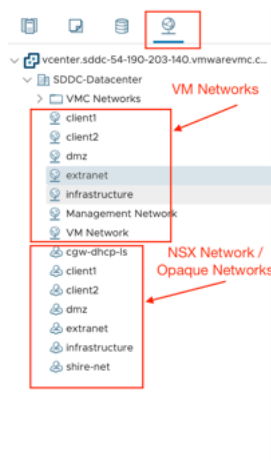 vcenter.sddc-54-190-203-140.vmwarevmc.c...
SDDC-Datacenter
VMC Networks
VM Networks
client1
client2
dmz
extranet
infrastructure
Management Network
VM Network
cgw-dhcp-ls
NSX Network /
Opaque Networks
client1
client2
dmz
extranet
infrastructure
shire-net